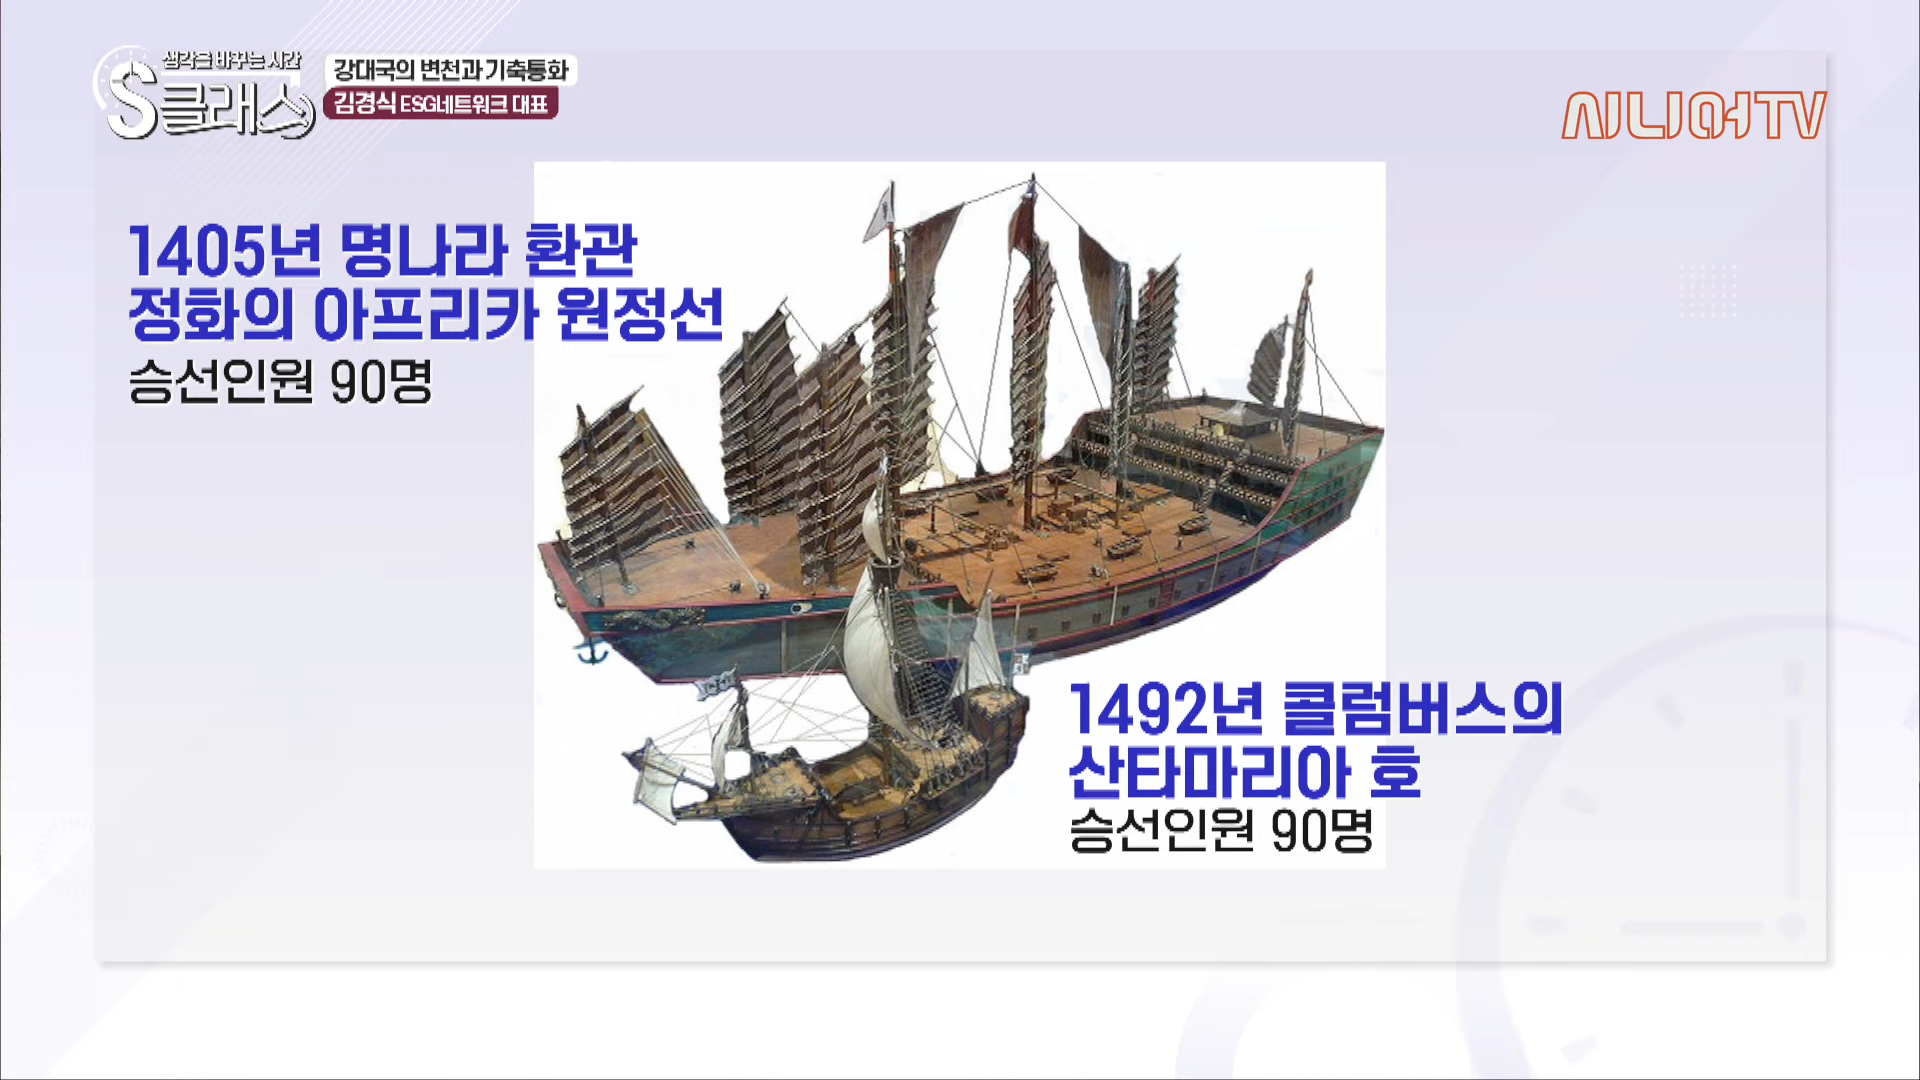 생각을 바꾸는 시간
S클래스
강대국의 변천과 기축통화
김경식 ESG네트워크 대표
시니어TV
1405년 명나라 환관
정화의 아프리카 원정선
승선인원 90명
1492년 콜럼버스의
산타마리아 호
승선인원 90명